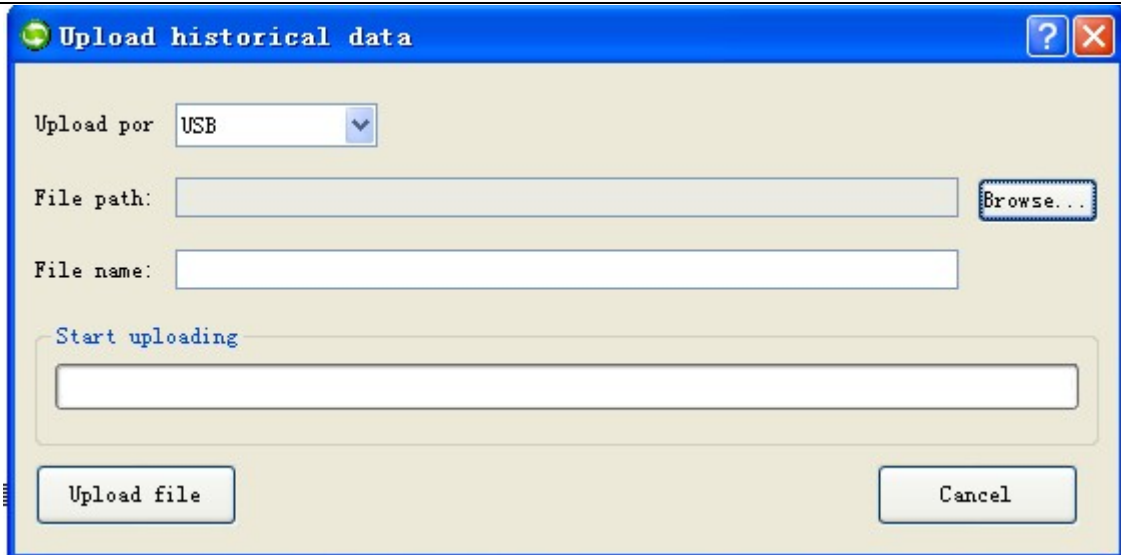 Upload historical data
?
Upload por
USB
File path:
Browse...
File name:
Start uploading
Upload file
Cancel